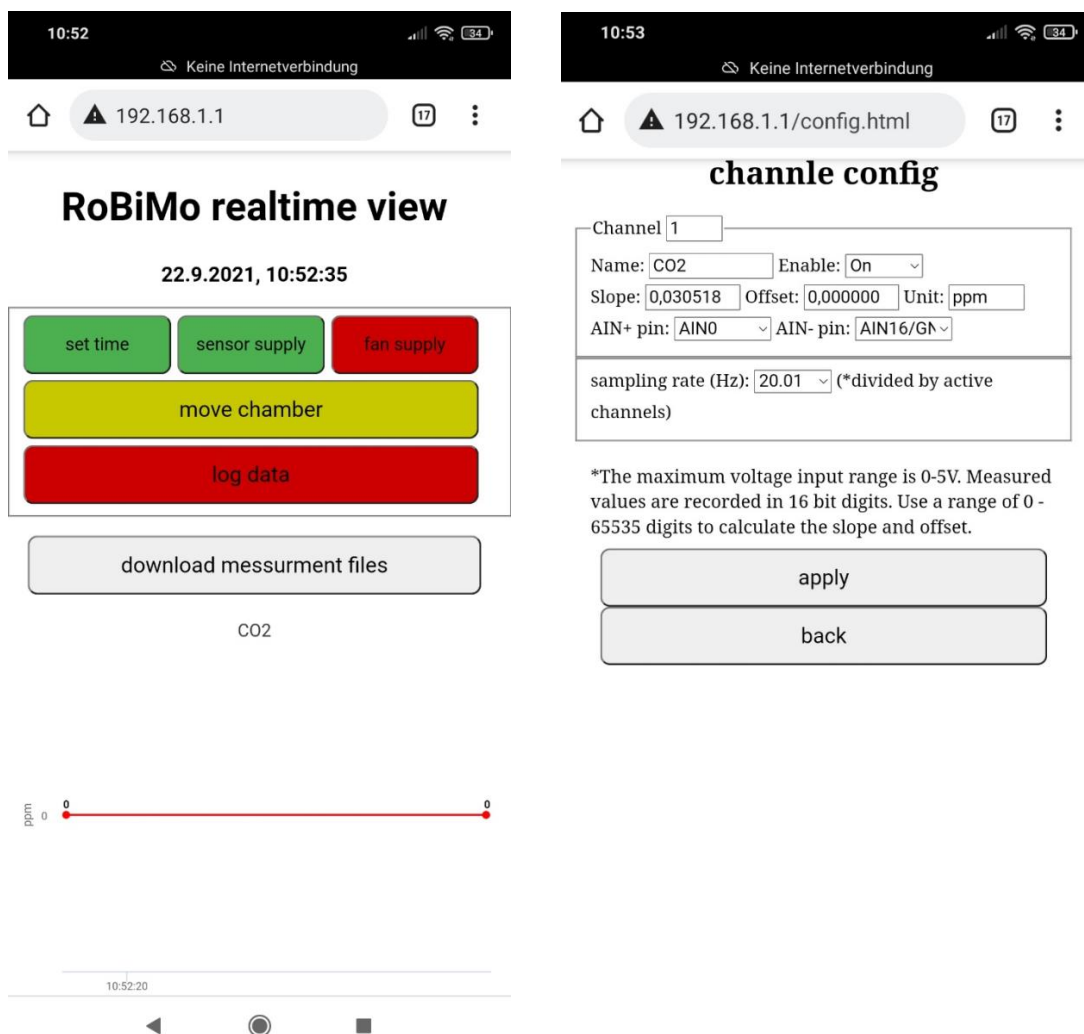 10:52
34
Keine Internetverbindung
192.168.1.1
17
RoBiMo realtime view
22.9.2021, 10:52:35
set time
sensor supply
fan supply
move chamber
log data
download messurment files
CO2
ppm
0
0
0
10:52:20
10:53
34
Keine Internetverbindung
192.168.1.1/config.html
17
channle config
Channel 1
Name: CO2 Enable: On
Slope: 0,030518 Offset: 0,000000 Unit: ppm
AIN+ pin: AIN0 AIN- pin: AIN16/GN
sampling rate (Hz): 20.01 (*divided by active
channels)
*The maximum voltage input range is 0-5V. Measured
values are recorded in 16 bit digits. Use a range of 0 -
65535 digits to calculate the slope and offset.
apply
back